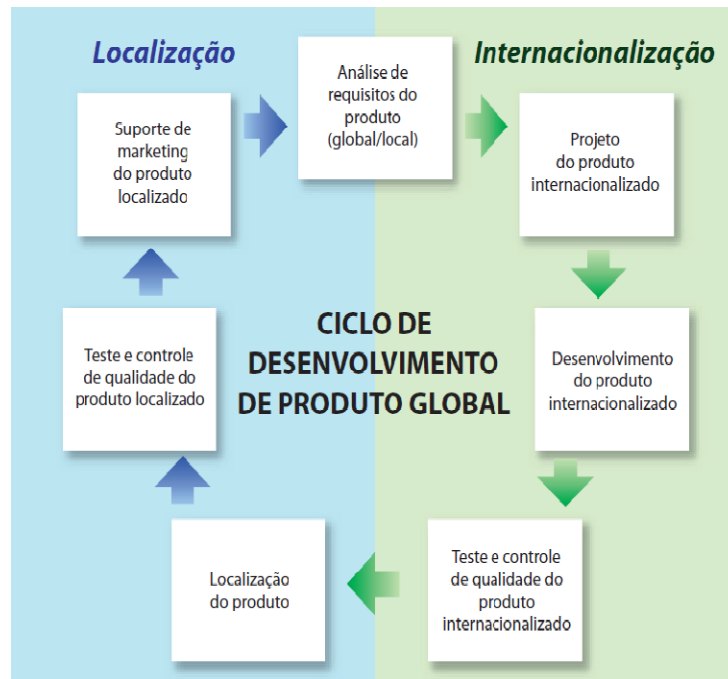 Localização
Internacionalização
Análise de
requisitos do
produto
(global/local)
Projeto
do produto
internacionalizado
Desenvolvimento
do produto
internacionalizado
Teste e controle
de qualidade do
produto
internacionalizado
Localização
do produto
Teste e controle
de qualidade do
produto localizado
Suporte de
marketing
do produto
localizado
CICLO DE
DESENVOLVIMENTO
DE PRODUTO GLOBAL